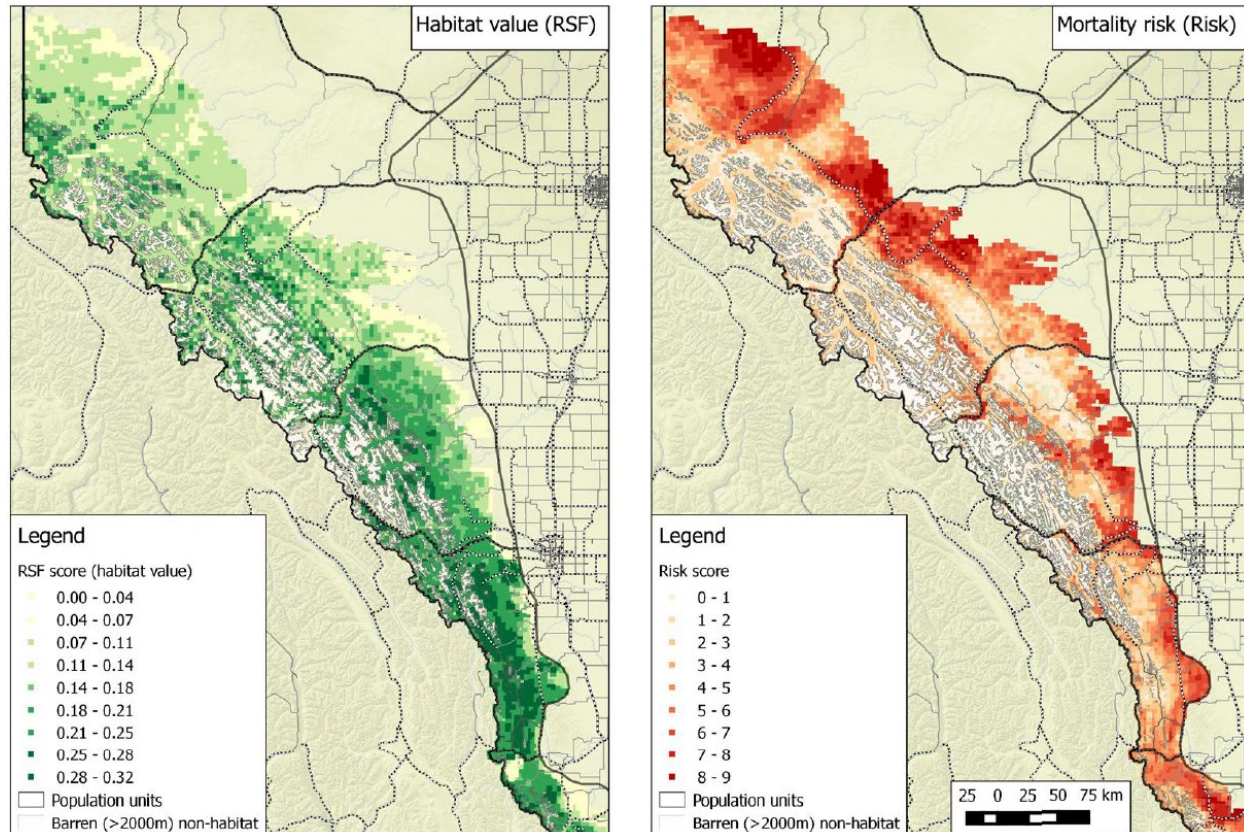 Habitat value (RSF)
Legend
RSF score (habitat value)
0.00 - 0.04
0.04 - 0.07
0.07 - 0.11
0.11 - 0.14
0.14 - 0.18
0.18 - 0.21
0.21 - 0.25
0.25 - 0.28
0.28 - 0.32
Population units
Barren (>2000m) non-habitat
Mortality risk (Risk)
Legend
Risk score
0 - 1
1 - 2
2 - 3
3 - 4
4 - 5
5 - 6
6 - 7
7 - 8
8 - 9
Population units
Barren (>2000m) non-habitat
25 0 25 50 75 km